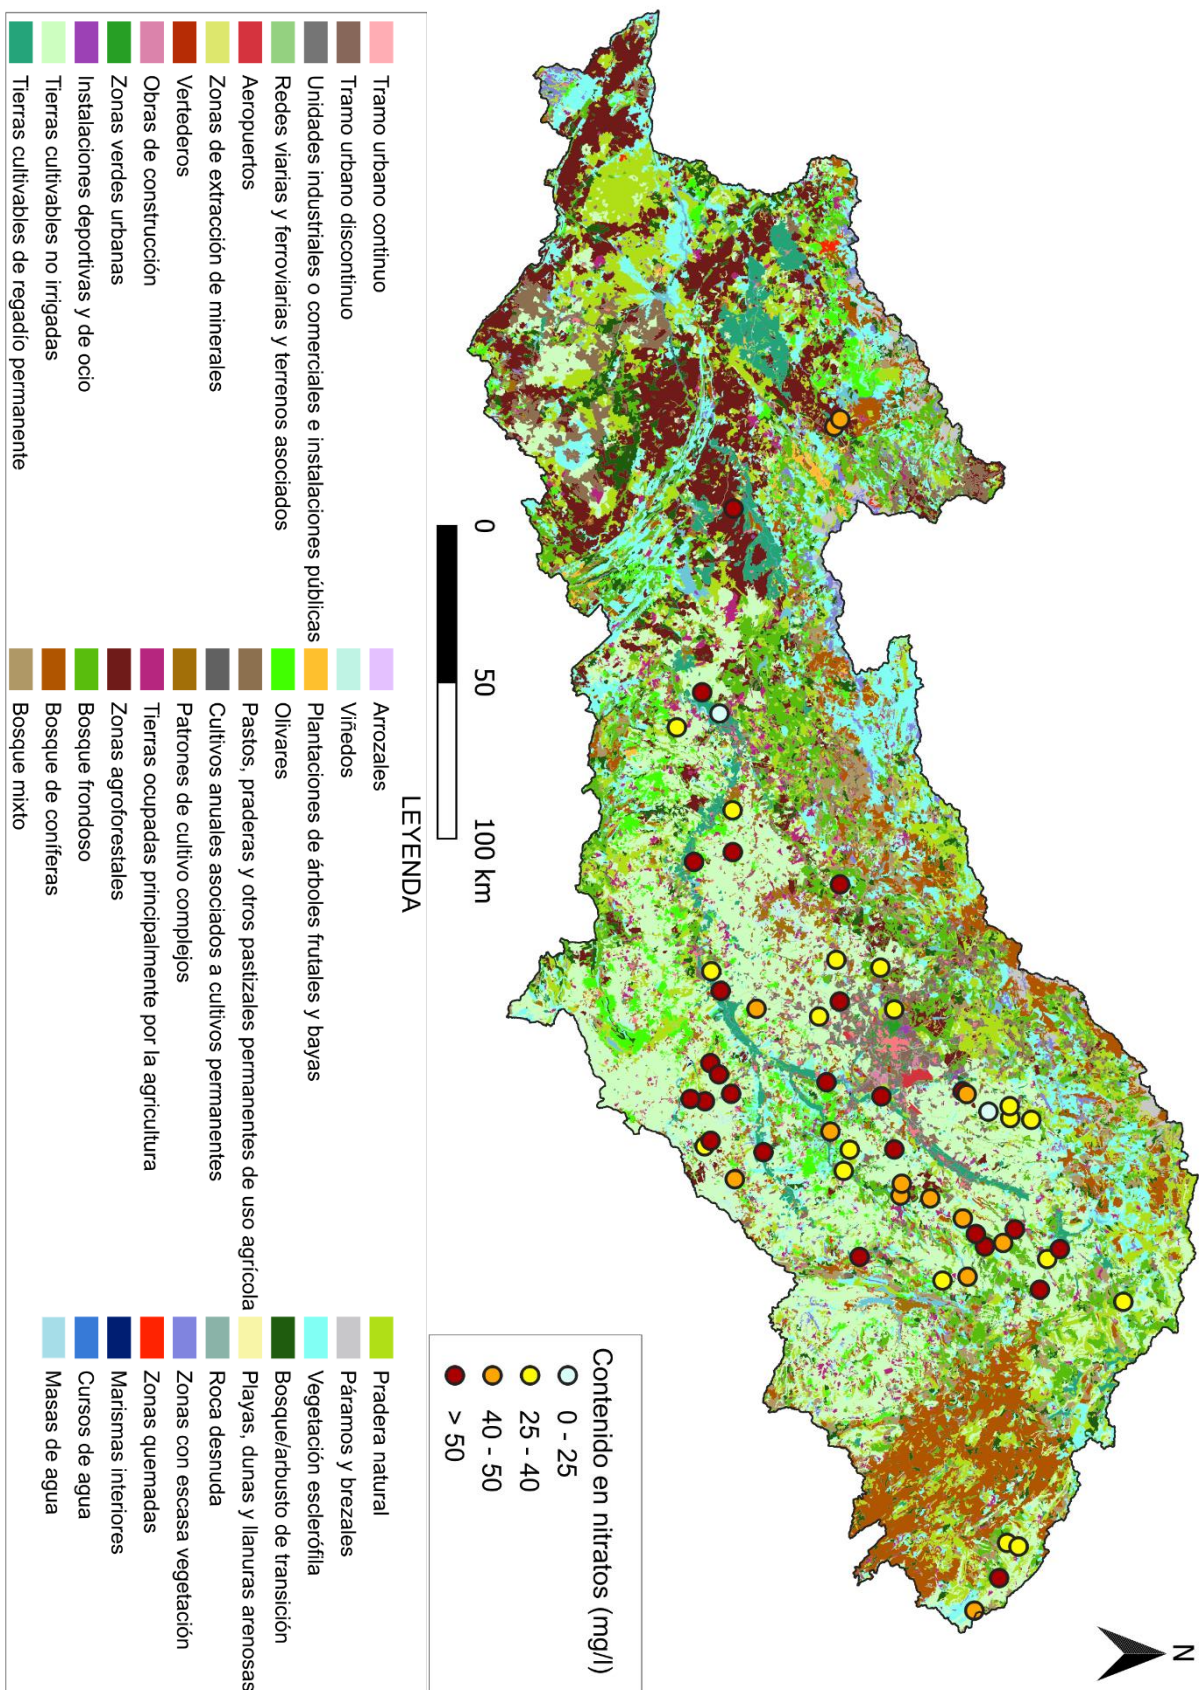 N
0
50
100 km
Contenido en nitratos (mg/l)
0 - 25
25 - 40
40 - 50
> 50
LEYENDA
Tramo urbano continuo
Tramo urbano discontinuo
Unidades industriales o comerciales e instalaciones públicas
Redes viarias y ferroviarias y terrenos asociados
Aeropuertos
Zonas de extracción de minerales
Vertederos
Obras de construcción
Zonas verdes urbanas
Instalaciones deportivas y de ocio
Tierras cultivables no irrigadas
Tierras cultivables de regadío permanente
Arrozales
Viñedos
Plantaciones de árboles frutales y bayas
Olivares
Pastos, praderas y otros pastizales permanentes de uso agrícola
Cultivos anuales asociados a cultivos permanentes
Patrones de cultivo complejos
Tierras ocupadas principalmente por la agricultura
Zonas agroforestales
Bosque frondoso
Bosque de coníferas
Bosque mixto
Pradera natural
Páramos y brezales
Vegetación esclerófila
Bosque/arbusto de transición
Playas, dunas y llanuras arenosas
Roca desnuda
Zonas con escasa vegetación
Zonas quemadas
Marismas interiores
Cursos de agua
Masas de agua